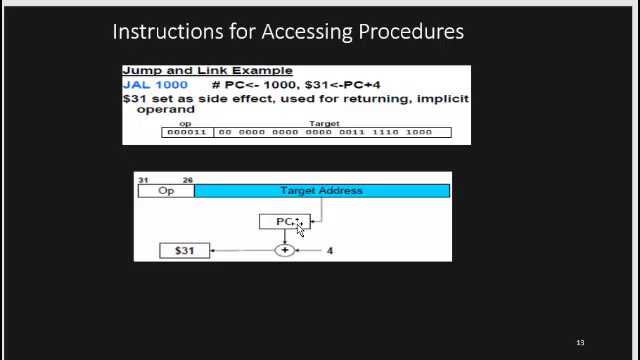 Instructions for Accessing Procedures
Jump and Link Example
JAL 1000 # PC<- 1000, $31<-PC+4
$31 set as side effect, used for returning, implicit
operand
op Target
000011 00 0000 0000 0000 0011 1110 1000
31 26
Op Target Address
PC
$31 + 4
13